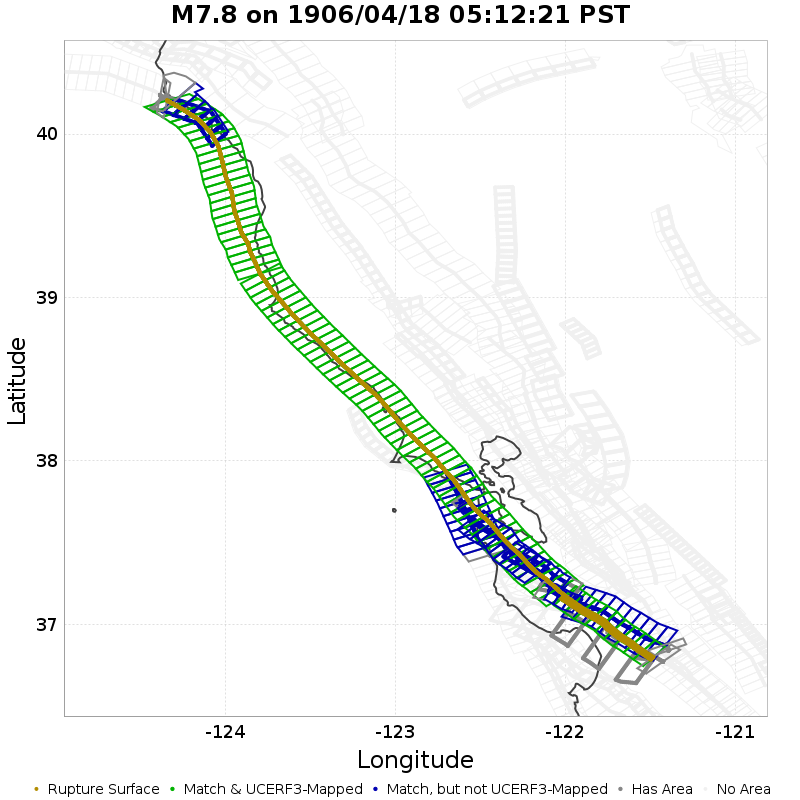 M7.8 on 1906/04/18 05:12:21 PST
40
39
38
37
Latitude
-124 -123 -122 -121
Longitude
Rupture Surface Match & UCERF3-Mapped Match, but not UCERF3-Mapped Has Area No Area